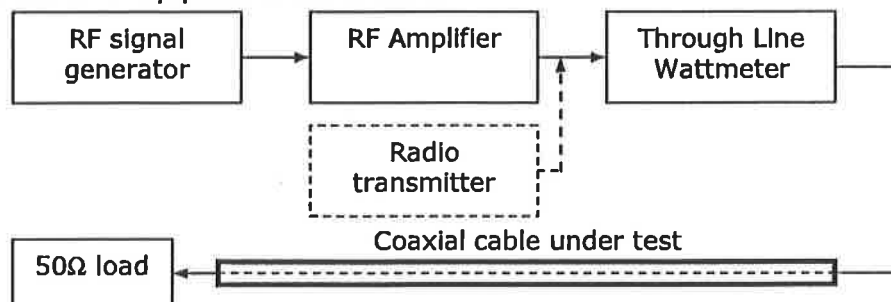 RF signal
generator
RF Amplifier
Through Line
Wattmeter
Radio
transmitter
Coaxial cable under test
50Ω load